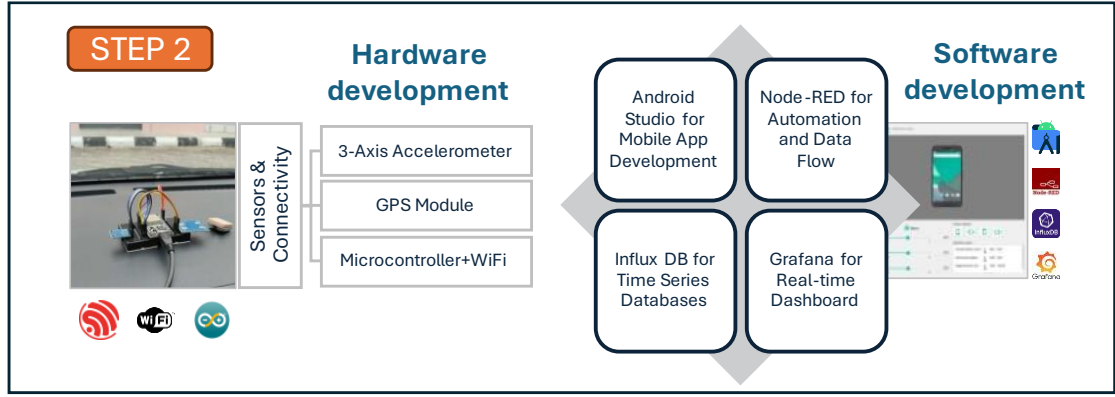 STEP 2
Hardware
development
Sensors &
Connectivity
3-Axis Accelerometer
GPS Module
Microcontroller+WiFi
WiFi
Android
Studio for
Mobile App
Development
Node-RED for
Automation
and Data
Flow
Influx DB for
Time Series
Databases
Grafana for
Real-time
Dashboard
Software
development
Node-RED
InfluxDB
Grafana